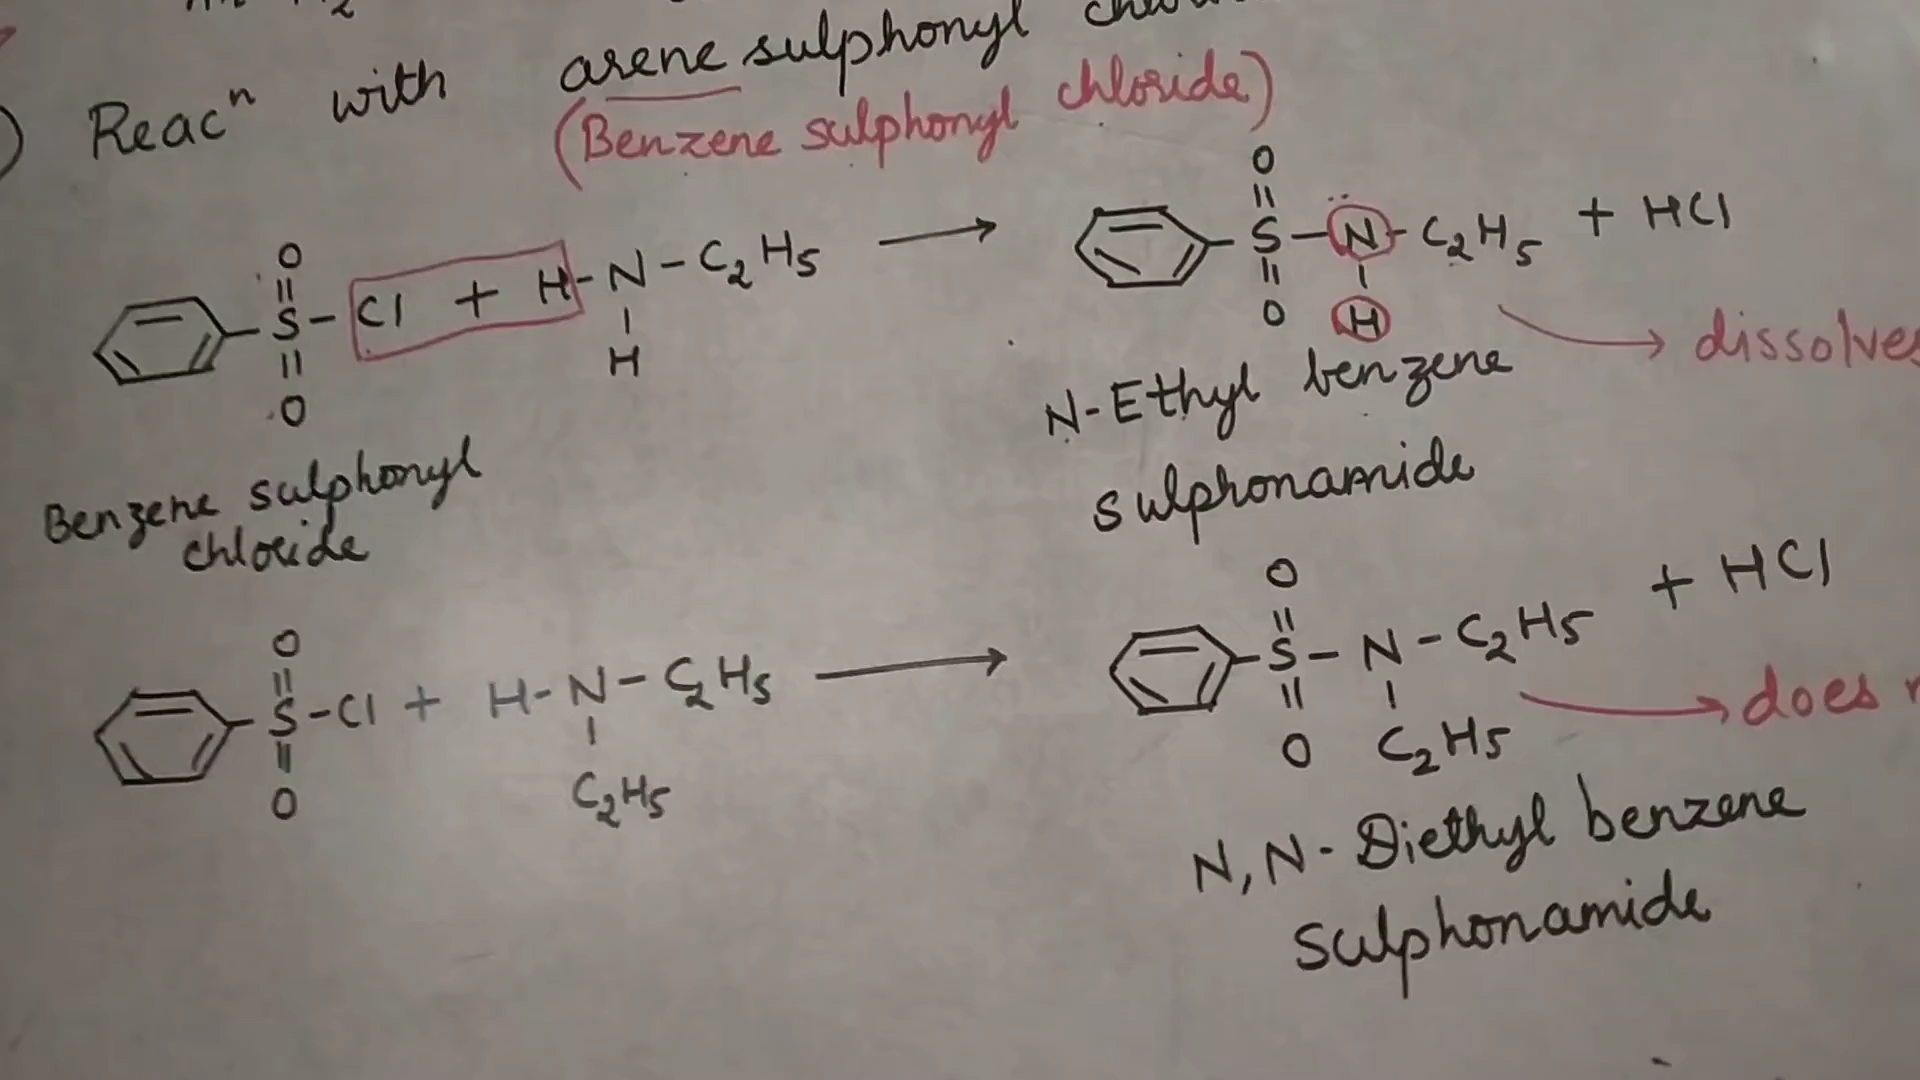 Reacⁿ with arene sulphonyl
(Benzene sulphonyl chloride)
O
S
O
Cl + H-N-C₂H₅
H
→
O
S-N-C₂H₅ + HCl
O H
→ dissolves
Benzene sulphonyl
chloride
N-Ethyl benzene
sulphonamide
O
S-Cl + H-N-C₂H₅
O
C₂H₅
→
O
S-N-C₂H₅ + HCl
O C₂H₅
→ does
N,N-Diethyl benzene
sulphonamide